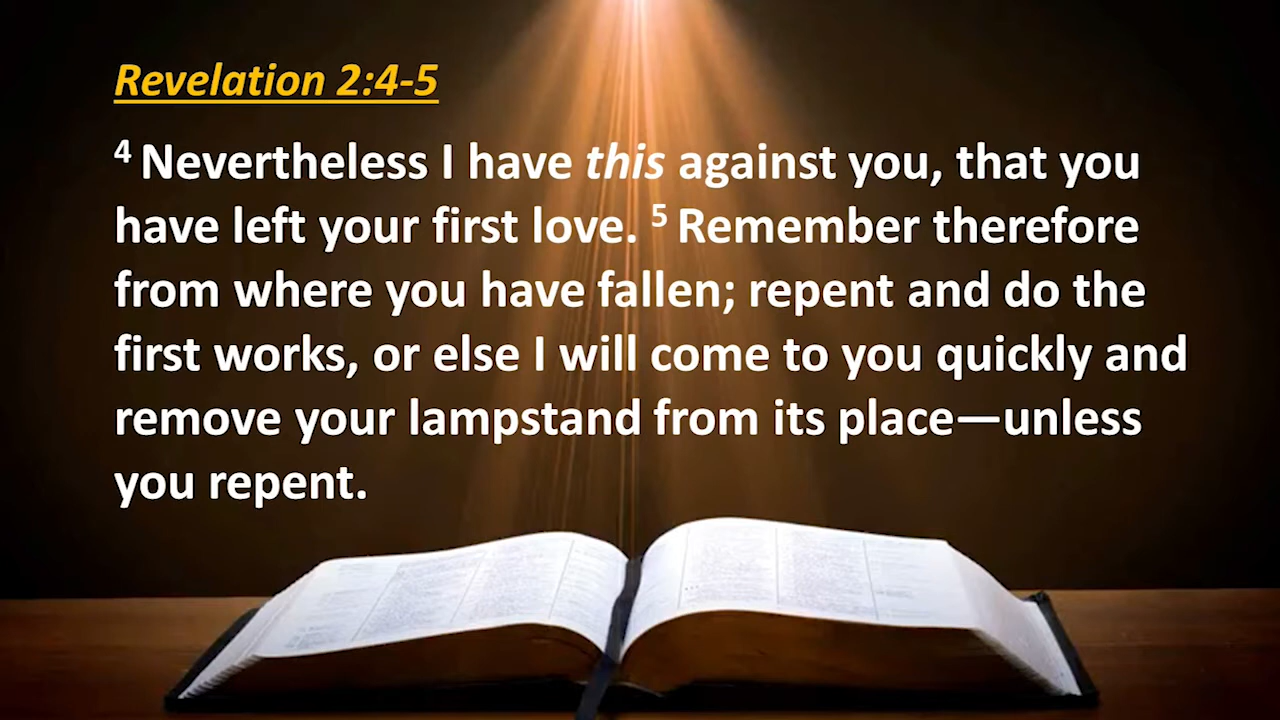 Revelation 2:4-5
4 Nevertheless I have this against you, that you
have left your first love. 5 Remember therefore
from where you have fallen; repent and do the
first works, or else I will come to you quickly and
remove your lampstand from its place—unless
you repent.